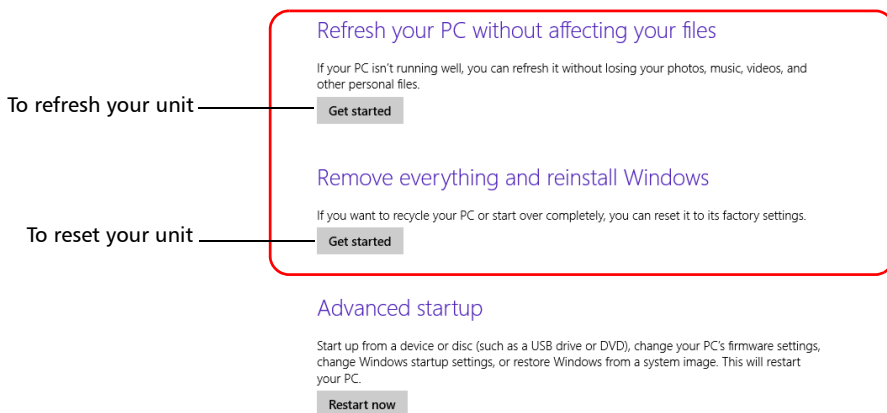 Refresh your PC without affecting your files
If your PC isn't running well, you can refresh it without losing your photos, music, videos, and
other personal files.
To refresh your unit
Get started
Remove everything and reinstall Windows
If you want to recycle your PC or start over completely, you can reset it to its factory settings.
To reset your unit
Get started
Advanced startup
Start up from a device or disc (such as a USB drive or DVD), change your PC's firmware settings,
change Windows startup settings, or restore Windows from a system image. This will restart
your PC.
Restart now